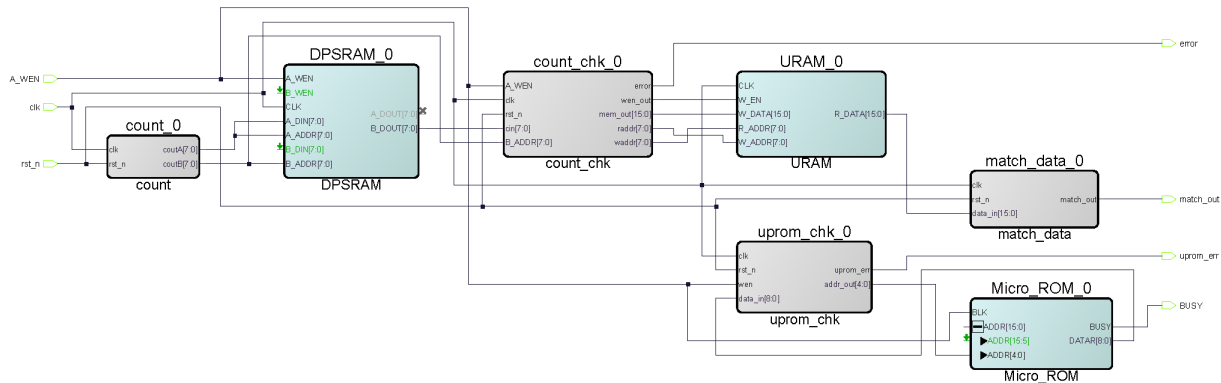 A_WEN
clk
rst_n
count_0
clk
rst_n
coutA[7:0]
coutB[7:0]
count
DPSRAM_0
A_WEN
B_WEN
CLK
A_DIN[7:0]
A_ADDR[7:0]
B_DIN[7:0]
B_ADDR[7:0]
A_DOUT[7:0]
B_DOUT[7:0]
DPSRAM
count_chk_0
A_WEN
clk
rst_n
cin[7:0]
B_ADDR[7:0]
error
wen_out
mem_out[15:0]
raddr[7:0]
waddr[7:0]
count_chk
URAM_0
CLK
W_EN
W_DATA[15:0]
R_ADDR[7:0]
W_ADDR[7:0]
R_DATA[15:0]
URAM
match_data_0
clk
rst_n
data_in[15:0]
match_out
match_data
uprom_chk_0
clk
rst_n
wen
data_in[8:0]
uprom_err
addr_out[4:0]
uprom_chk
Micro_ROM_0
BLK
ADDR[15:0]
ADDR[15:5]
ADDR[4:0]
BUSY
DATAR[8:0]
Micro_ROM
error
match_out
uprom_err
BUSY